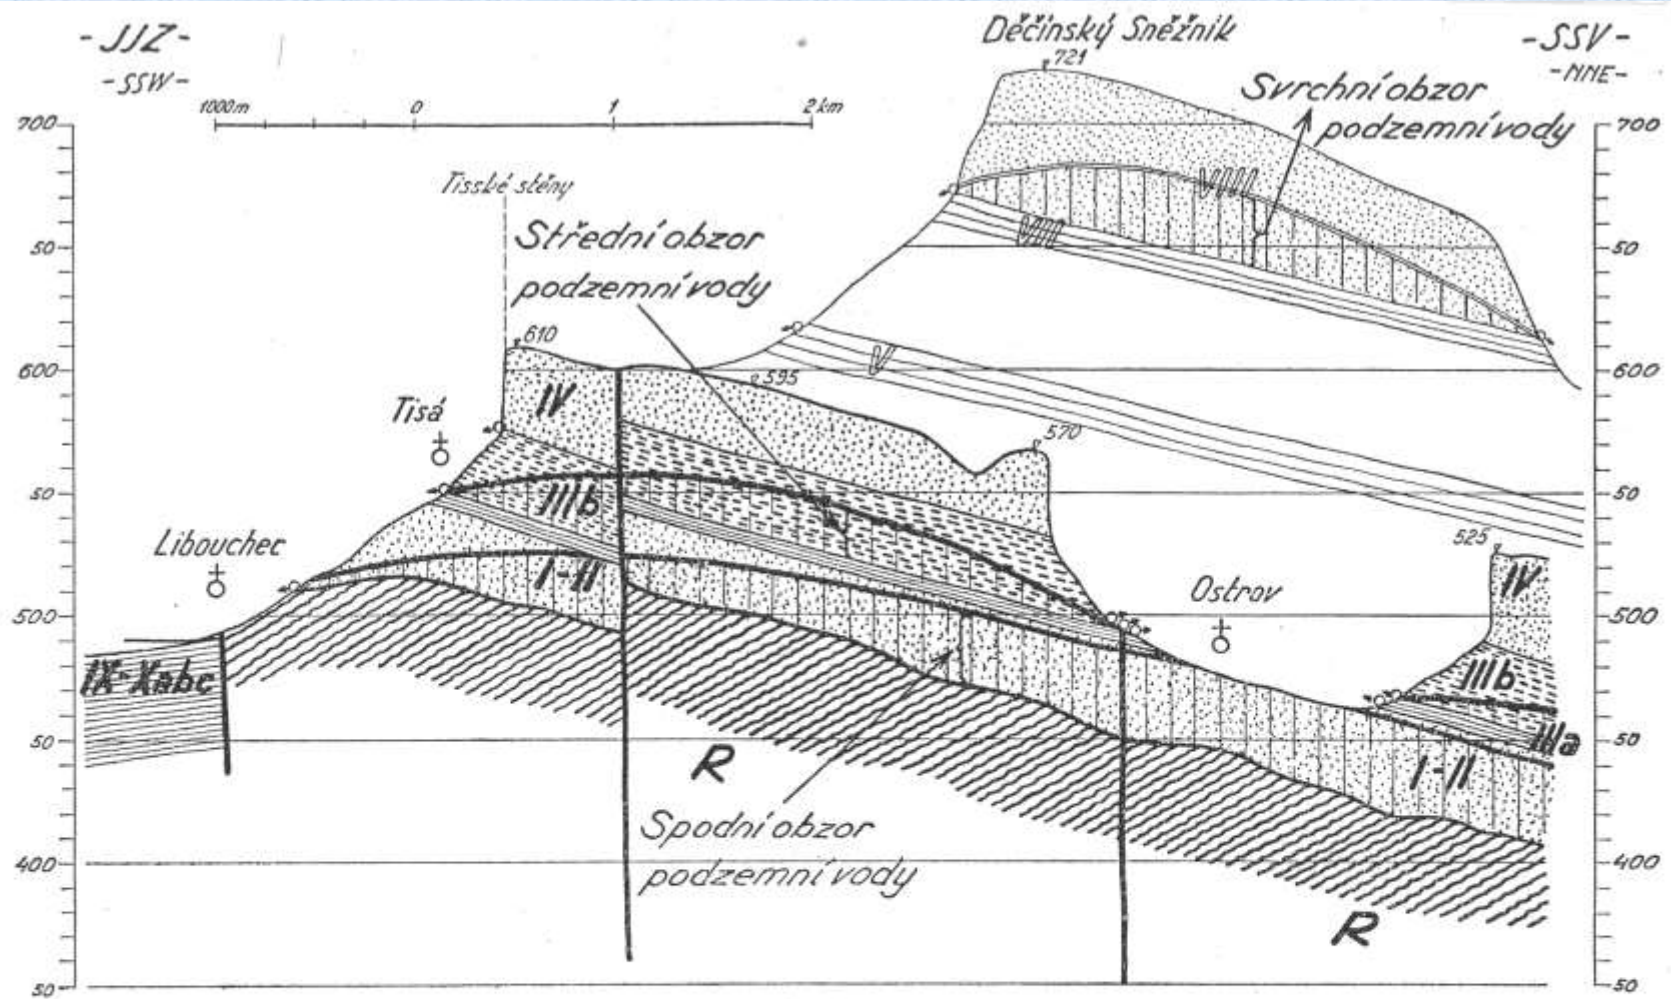 - JJZ -
- SSW -
Děčínský Sněžník
721
- SSV -
- NNE -
1000m 0 1 2 km
Svrchní obzor
podzemní vody
700
700
Tisské stěny
Střední obzor
podzemní vody
VIII
VII
50
50
610
V
600
595
600
Tisá
IV
570
50
IIIb
50
525
Libouchec
I-II
Ostrov
IV
500
500
IX-Xabc
IIIb
50
IIIa
50
R
I-II
Spodní obzor
podzemní vody
400
400
R
50
50